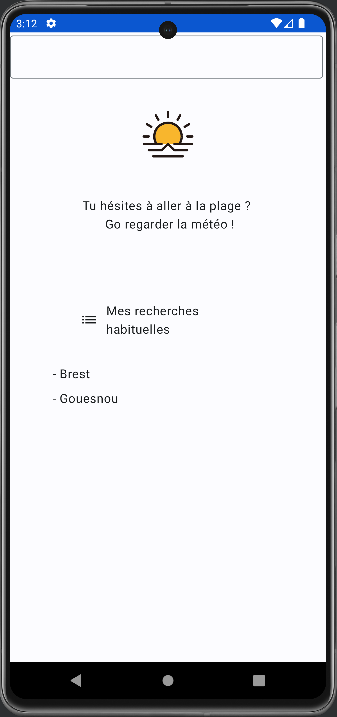 3:12
Tu hésites à aller à la plage ?
Go regarder la météo !
Mes recherches
habituelles
- Brest
- Gouesnou